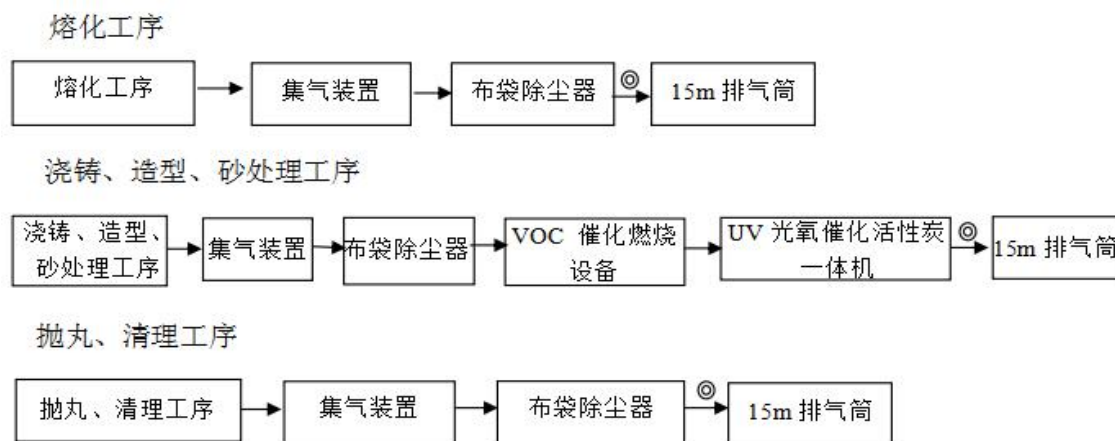 熔化工序
熔化工序
集气装置
布袋除尘器
◎
15m 排气筒
浇铸、造型、砂处理工序
浇铸、造型、
砂处理工序
集气装置
布袋除尘器
VOC 催化燃烧
设备
UV 光氧催化活性炭
一体机
◎
15m 排气筒
抛丸、清理工序
抛丸、清理工序
集气装置
布袋除尘器
◎
15m 排气筒